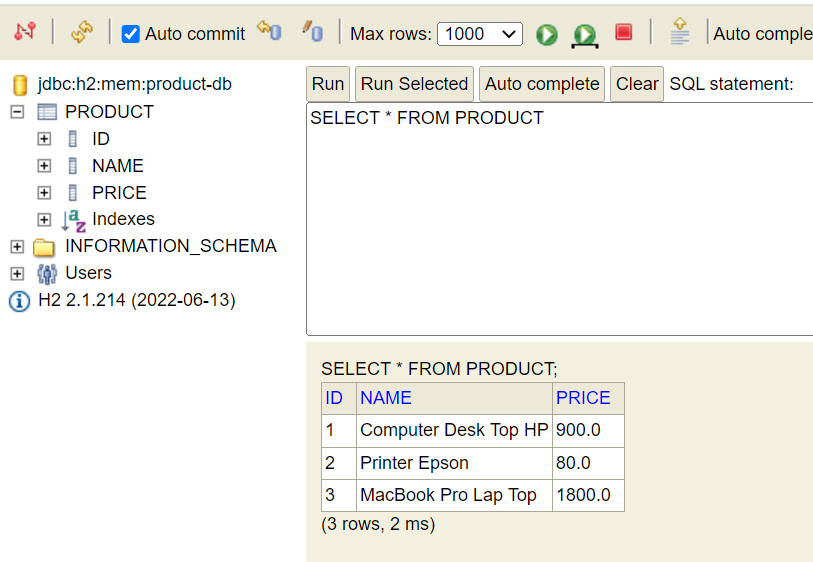 Auto commit Max rows: 1000 Auto comple
jdbc:h2:mem:product-db
PRODUCT
ID
NAME
PRICE
Indexes
INFORMATION_SCHEMA
Users
H2 2.1.214 (2022-06-13)
Run Run Selected Auto complete Clear SQL statement:
SELECT * FROM PRODUCT
SELECT * FROM PRODUCT;
ID NAME PRICE
1 Computer Desk Top HP 900.0
2 Printer Epson 80.0
3 MacBook Pro Lap Top 1800.0
(3 rows, 2 ms)